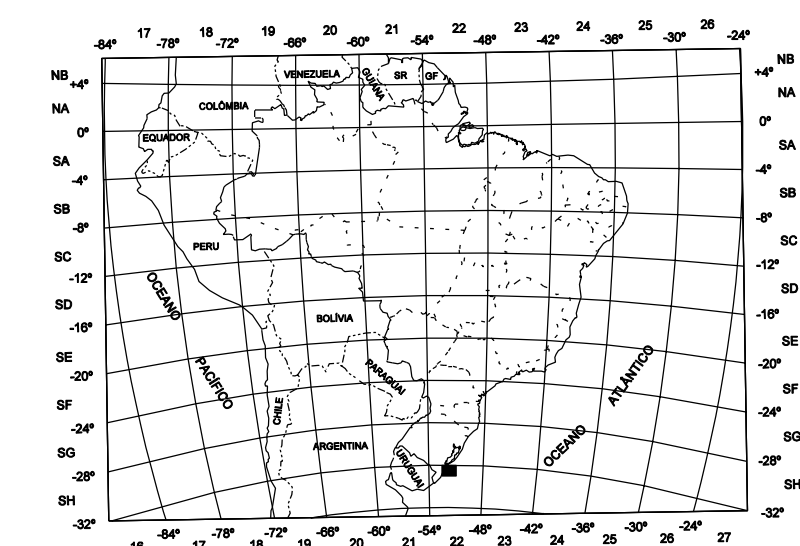 17 18 19 20 21 22 23 24 25 26
-84° -78° -72° -66° -60° -54° -48° -42° -36° -30° -24°
NB NB
+4° +4°
NA NA
0° 0°
SA SA
-4° -4°
SB SB
-8° -8°
SC SC
-12° -12°
SD SD
-16° -16°
SE SE
-20° -20°
SF SF
-24° -24°
SG SG
-28° -28°
SH SH
-32° -32°
VENEZUELA
GUIANA
SR
GF
COLÔMBIA
EQUADOR
PERU
BOLÍVIA
PARAGUAI
CHILE
ARGENTINA
URUGUAI
OCEANO
PACÍFICO
OCEANO
ATLÂNTICO
-84° -78° -72° -66° -60° -54° -48° -42° -36° -30° -24°
16 17 18 19 20 21 22 23 24 25 26 27